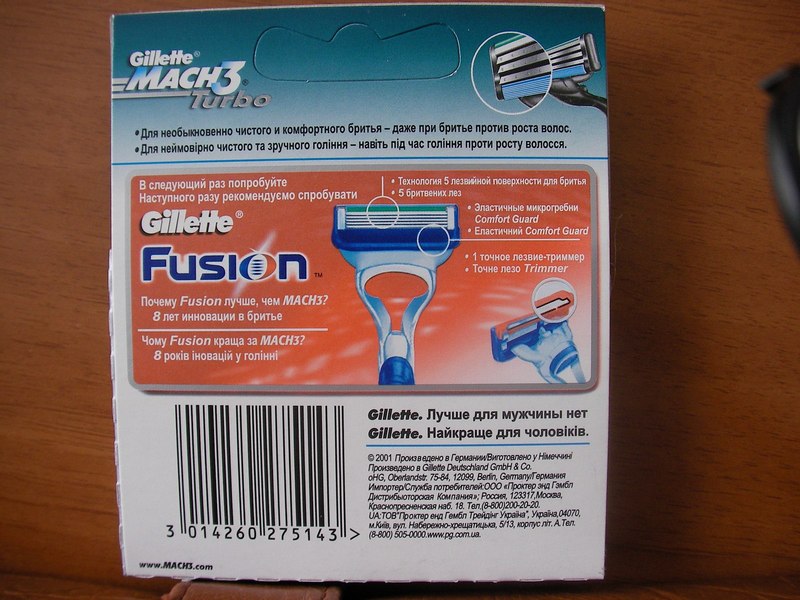 Gillette®
MACH3®
Turbo
•Для необыкновенно чистого и комфортного бритья – даже при бритье против роста волос.
•Для неймовірно чистого та зручного гоління – навіть під час гоління проти росту волосся.
В следующий раз попробуйте
Наступного разу рекомендуємо спробувати
Gillette®
Fusion™
Почему Fusion лучше, чем MACH3?
8 лет инновации в бритье
Чому Fusion краща за MACH3?
8 років іновацій у голінні
• Технология 5 лезвийной поверхности для бритья
• 5 бритвених лез
• Эластичные микрогребни
Comfort Guard
• Еластичний Comfort Guard
• 1 точное лезвие-триммер
• Точне лезо Trimmer
Gillette. Лучше для мужчины нет
Gillette. Найкраще для чоловіків.
© 2001 Произведено в Германии/Виготовлено у Німеччині
Произведено в Gillette Deutschland GmbH & Co.
oHG, Oberlandstr. 75-84, 12099, Berlin, Germany/Германия
Импортер/Служба потребителей:ООО «Проктер энд Гэмбл
Дистрибьюторская Компания»; Россия, 123317,Москва,
Краснопресненская наб. 18. Тел.(8-800)200-20-20.
UA:ТОВ"Проктер енд Гембл Трейдінг Україна", Україна,04070,
м.Київ, вул. Набережно-хрещатицька, 5/13, корпус літ. А.Тел.
(8-800) 505-0000.www.pg.com.ua.
3 014260 275143 >
www.MACH3.com